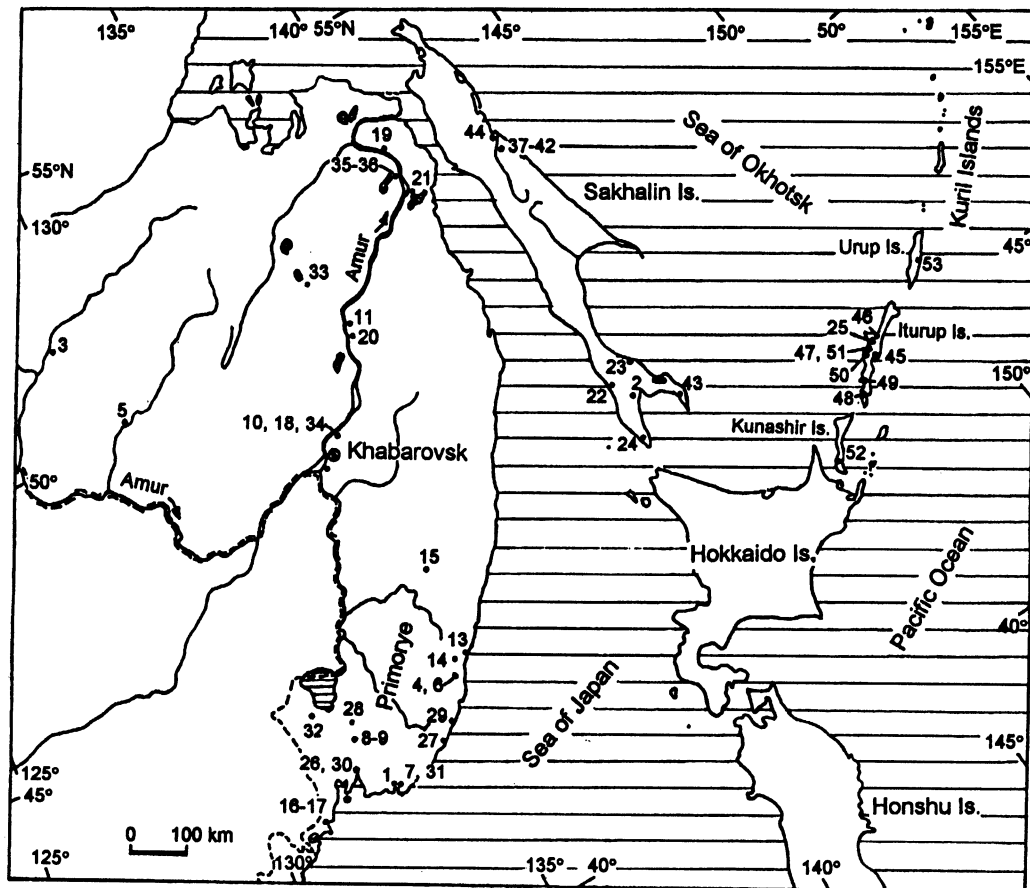 135° 140° 55°N 145° 150° 50° 155°E
155°E
44
37-42
Sea of Okhotsk
19
35-36
21
55°N
Sakhalin Is.
Kuril Islands
130°
Amur
Urup Is.
45°
53
33
11
20
46
25
Iturup Is.
47, 51
45
3
50
150°
23
2
43
22
49
48
5
10, 18, 34
Kunashir Is.
24
Khabarovsk
52
50°
Amur
Hokkaido Is.
15
Pacific Ocean
40°
Primorye
13
14
4, 6
Sea of Japan
28
29
32
8-9
27
145°
26, 30
1
7, 31
125°
45°
16-17
Honshu Is.
0 100 km
125° 130° 135° 40° 140°